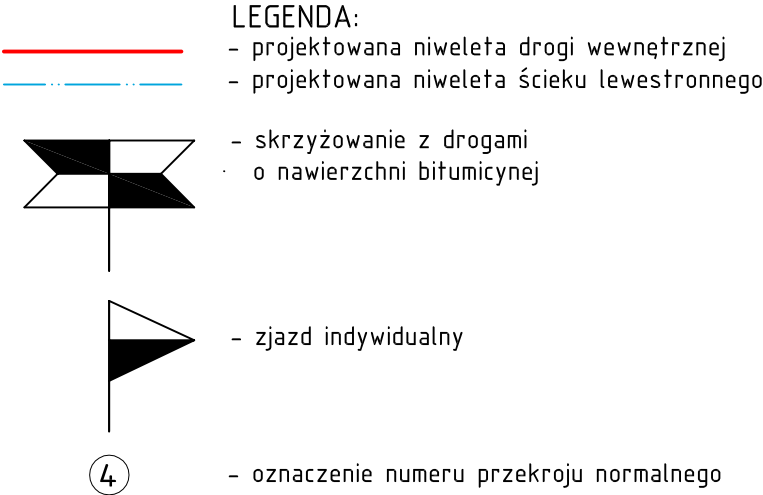 LEGENDA:
- projektowana niweleta drogi wewnętrznej
- projektowana niweleta ścieku lewestronnego
- skrzyżowanie z drogami
o nawierzchni bitumicynej
- zjazd indywidualny
4 - oznaczenie numeru przekroju normalnego